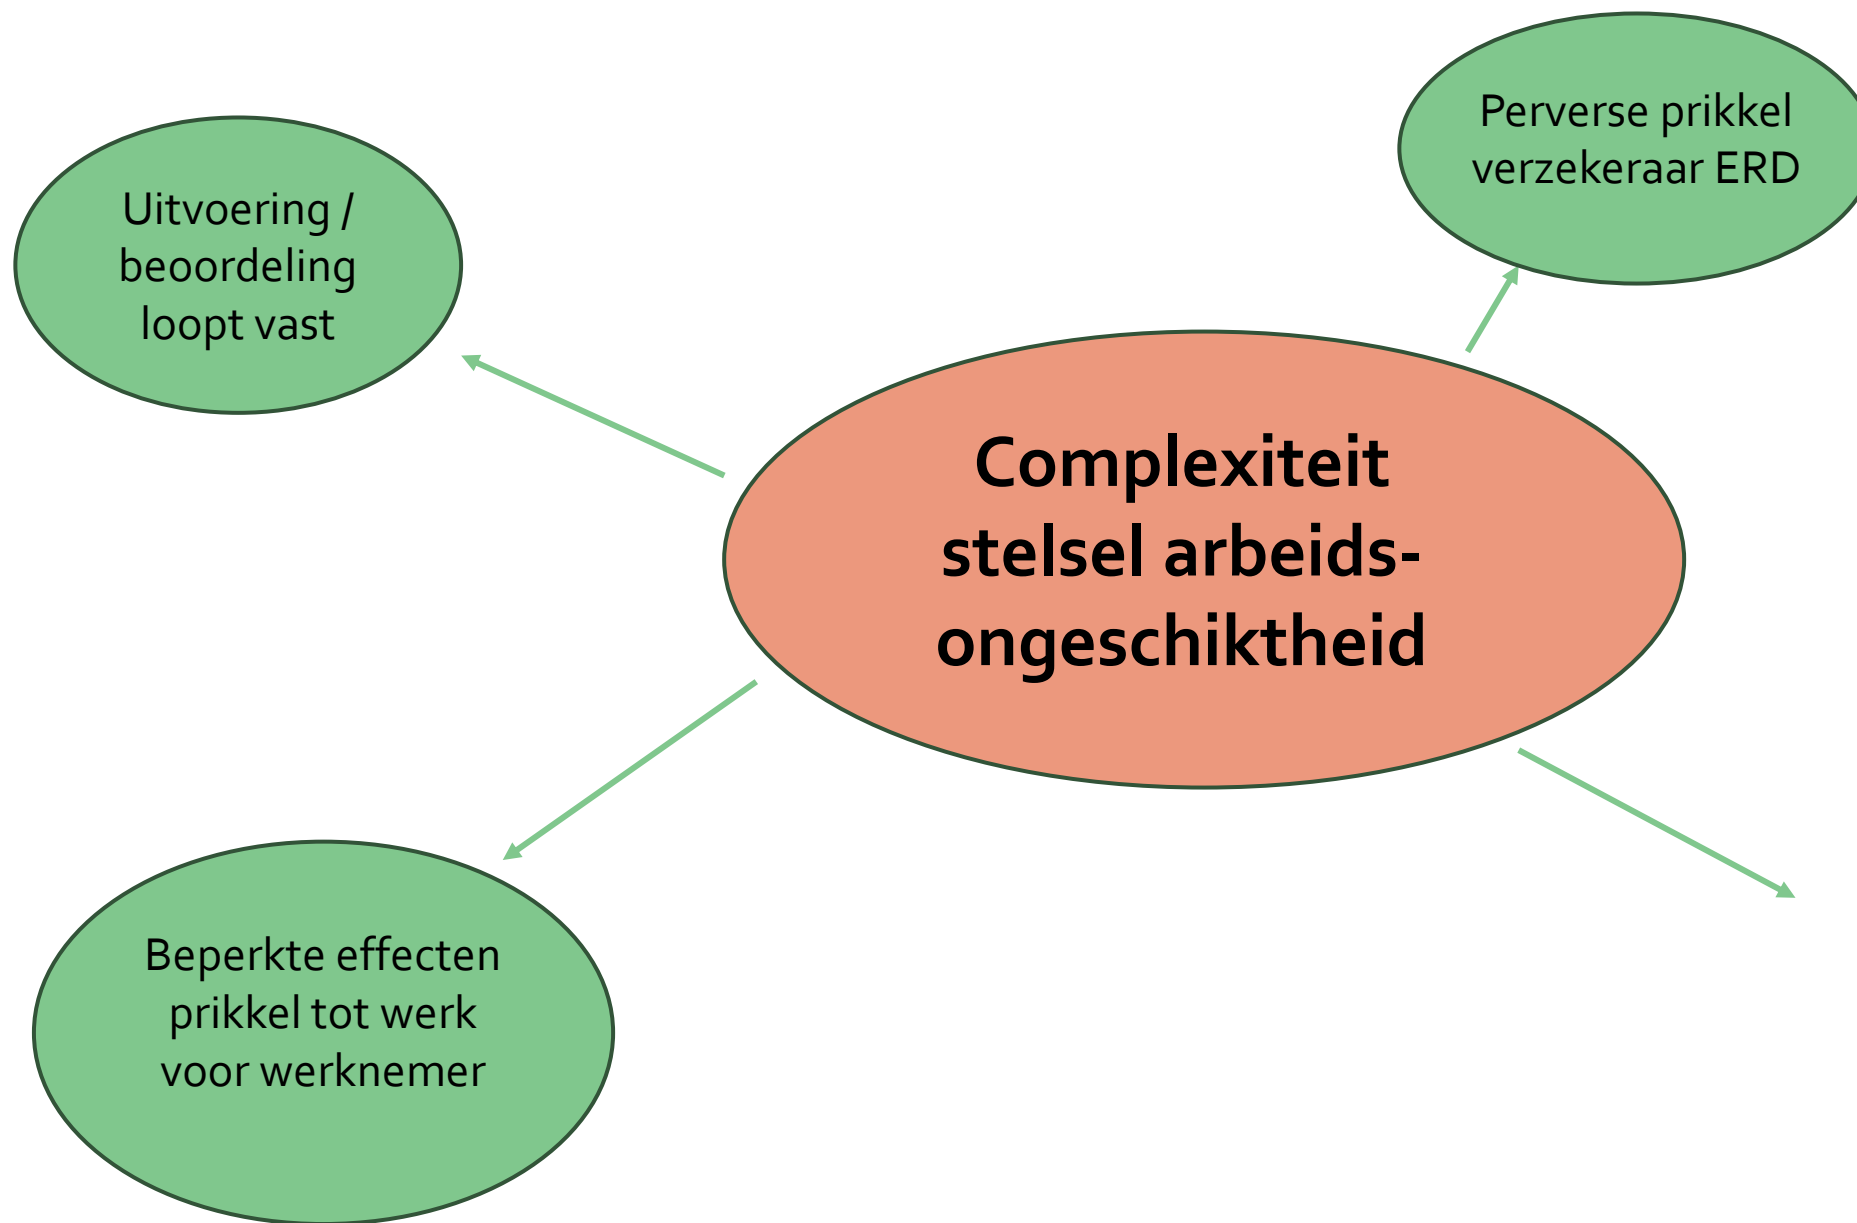 Perverse prikkel
verzekeraar ERD
Uitvoering /
beoordeling
loopt vast
Complexiteit
stelsel arbeids-
ongeschiktheid
Beperkte effecten
prikkel tot werk
voor werknemer